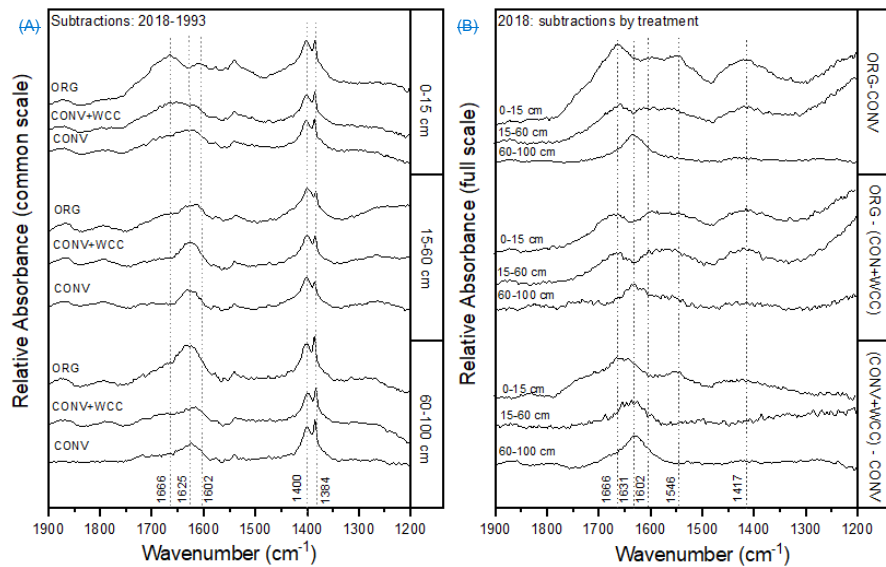 (A)
Subtractions: 2018-1993
Relative Absorbance (common scale)
ORG
CONV+WCC
CONV
0-15 cm
ORG
CONV+WCC
CONV
15-60 cm
ORG
CONV+WCC
CONV
60-100 cm
1666
1625
1602
1400
1384
1900 1800 1700 1600 1500 1400 1300 1200
Wavenumber (cm-1)
(B)
2018: subtractions by treatment
Relative Absorbance (full scale)
0-15 cm
15-60 cm
60-100 cm
ORG-CONV
0-15 cm
15-60 cm
60-100 cm
ORG - (CON+WCC)
0-15 cm
15-60 cm
60-100 cm
(CONV+WCC) - CONV
1666
1631
1602
1546
1417
1900 1800 1700 1600 1500 1400 1300 1200
Wavenumber (cm-1)